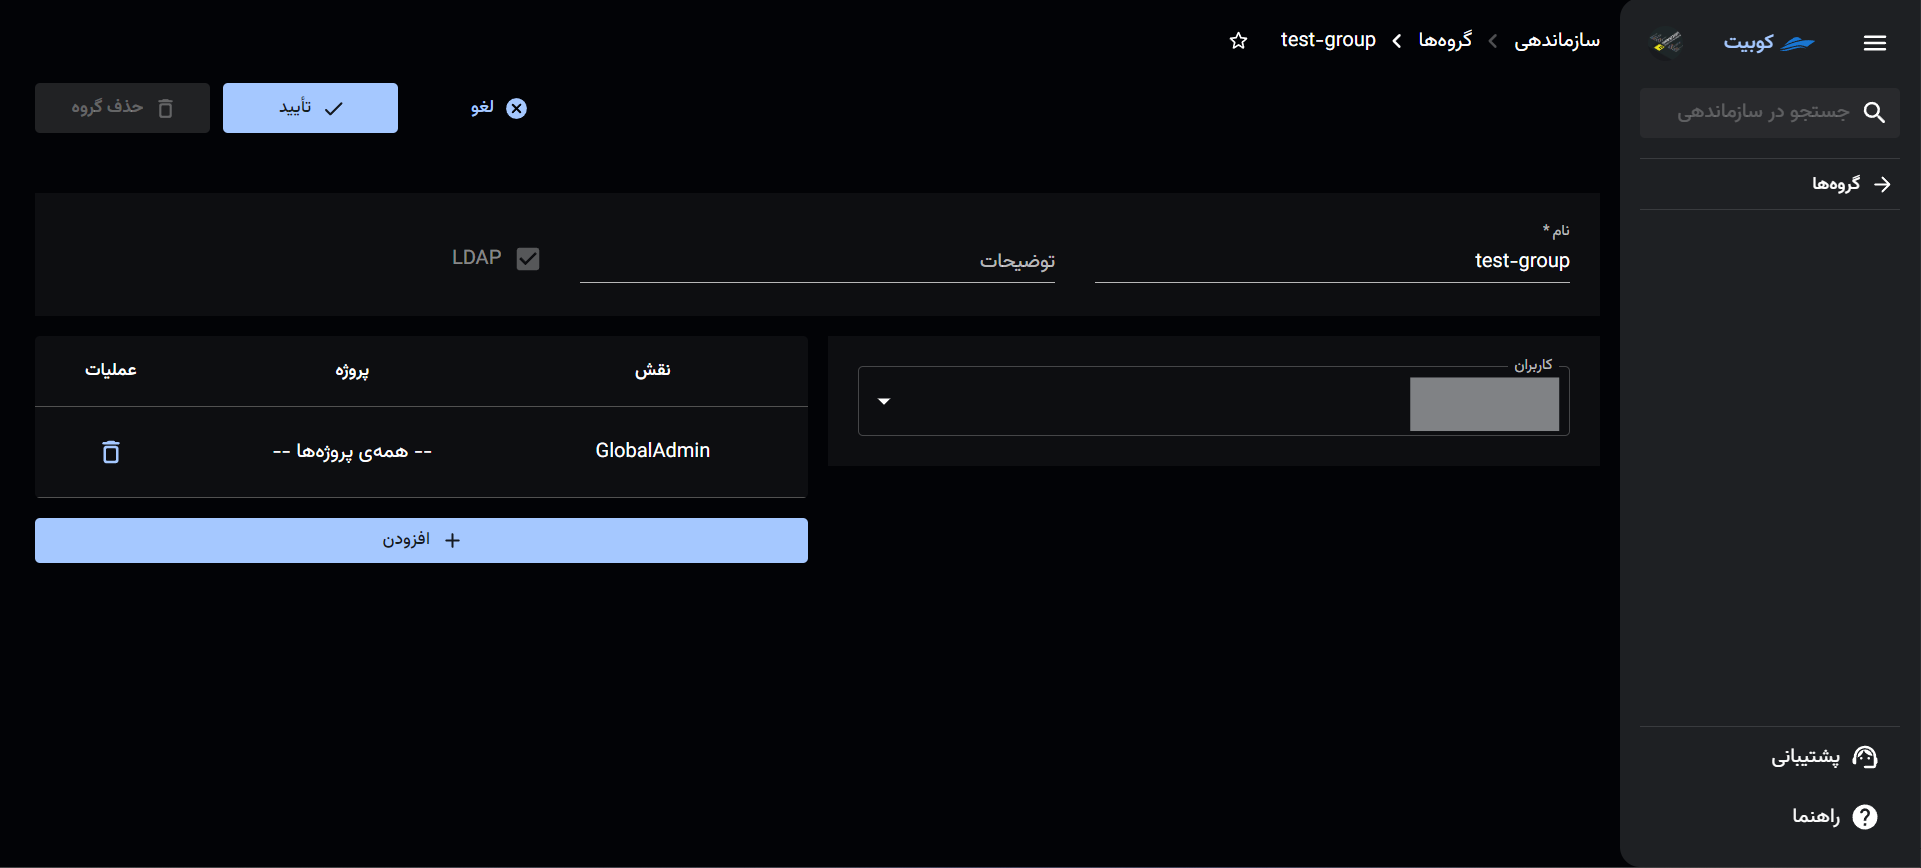 کوبیت
جستجو در سازماندهی
گروه‌ها
پشتیبانی
راهنما
سازماندهی
گروه‌ها
test-group
لغو
تأیید
حذف گروه
نام *
test-group
توضیحات
LDAP
کاربران
نقش
پروژه
عملیات
GlobalAdmin
-- همه‌ی پروژه‌ها --
افزودن